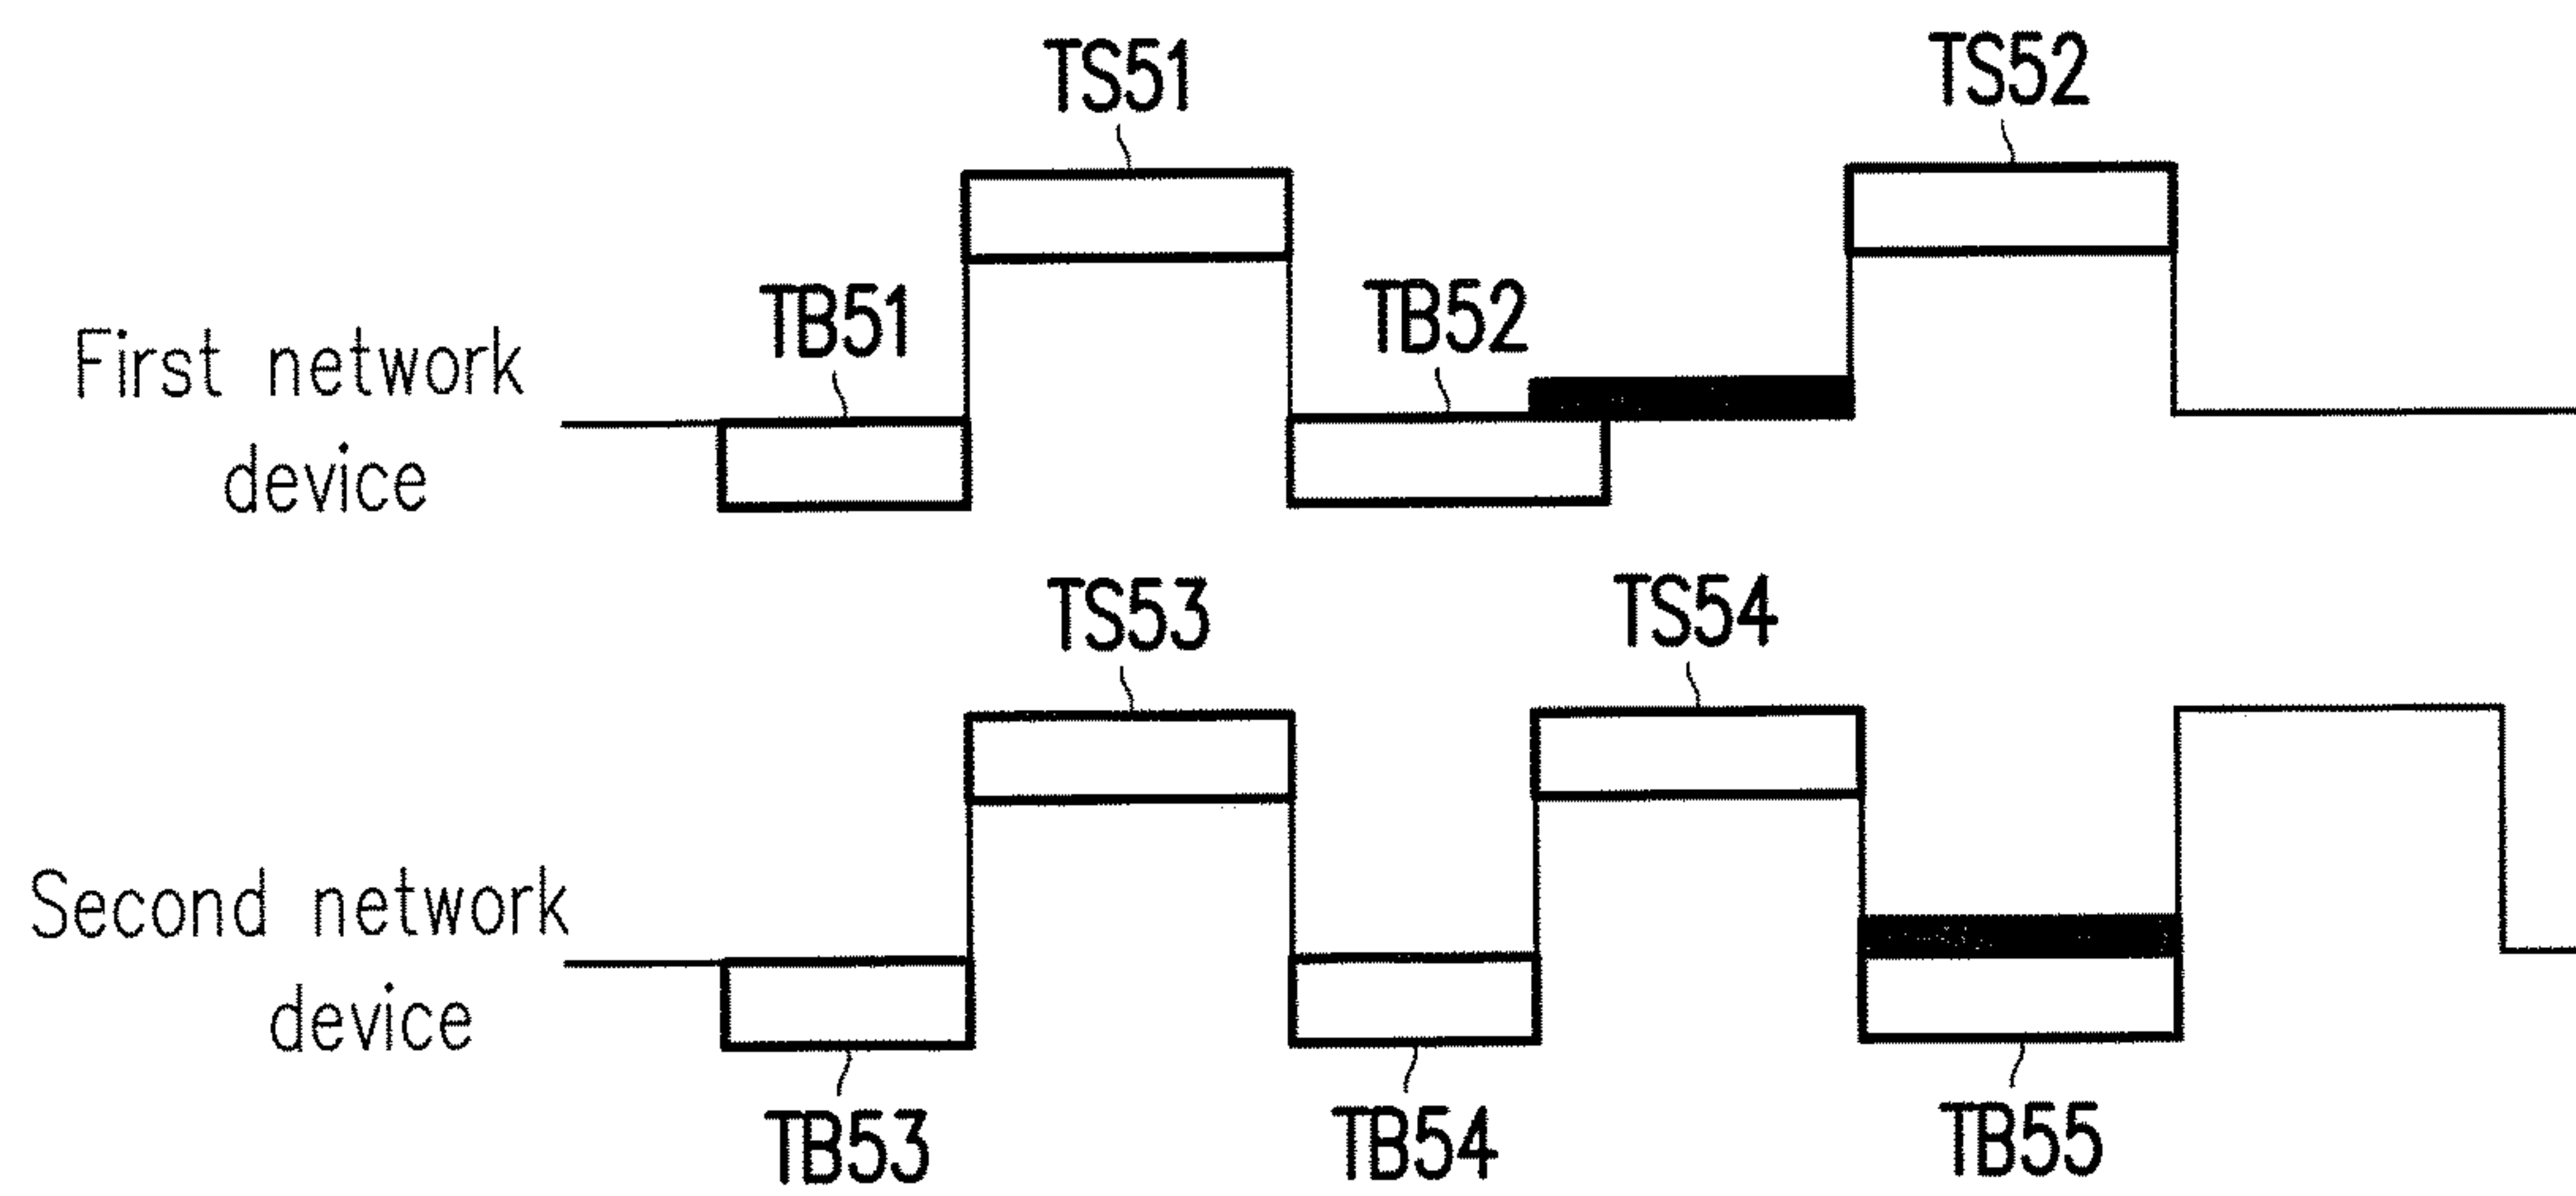 TS51
TS52
TB51
TB52
First network
device
TS53
TS54
Second network
device
TB53
TB54
TB55